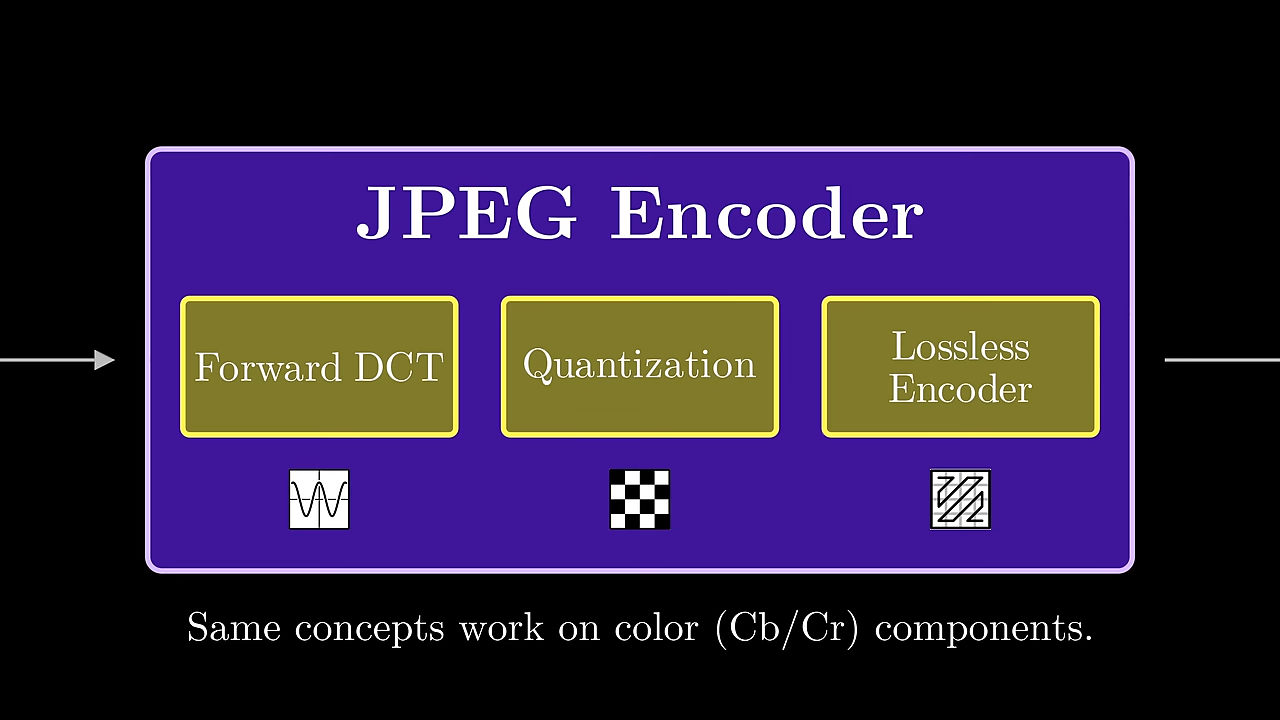 JPEG Encoder
Forward DCT
Quantization
Lossless
Encoder
Same concepts work on color (Cb/Cr) components.